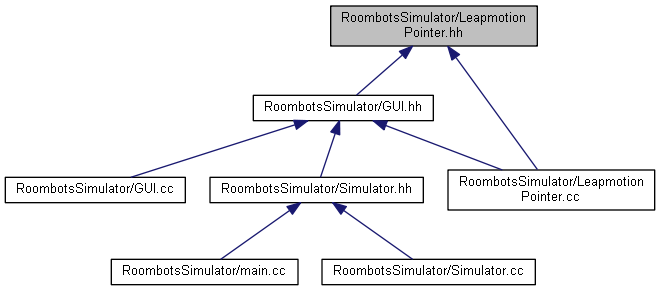 RoombotsSimulator/Leapmotion
Pointer.hh
RoombotsSimulator/GUI.hh
RoombotsSimulator/GUI.cc
RoombotsSimulator/Simulator.hh
RoombotsSimulator/Leapmotion
Pointer.cc
RoombotsSimulator/main.cc
RoombotsSimulator/Simulator.cc